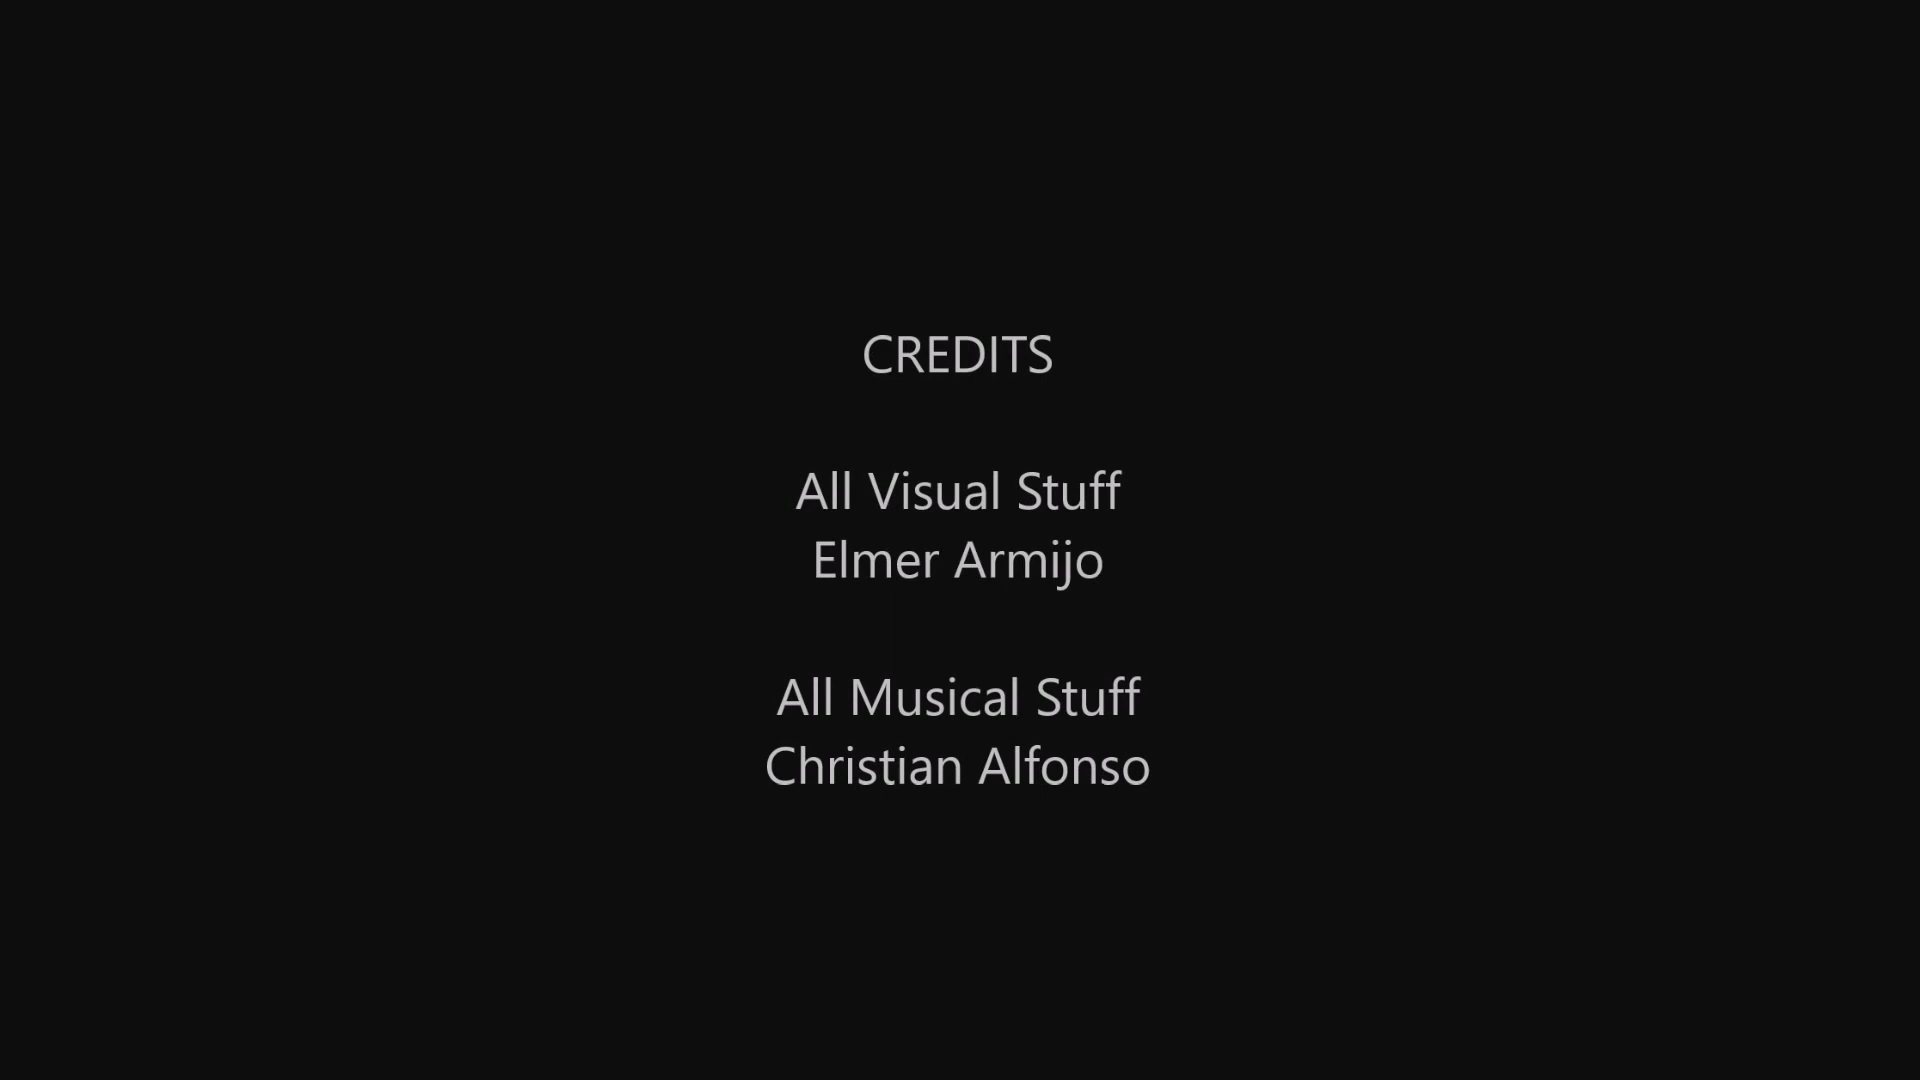 CREDITS
All Visual Stuff
Elmer Armijo
All Musical Stuff
Christian Alfonso